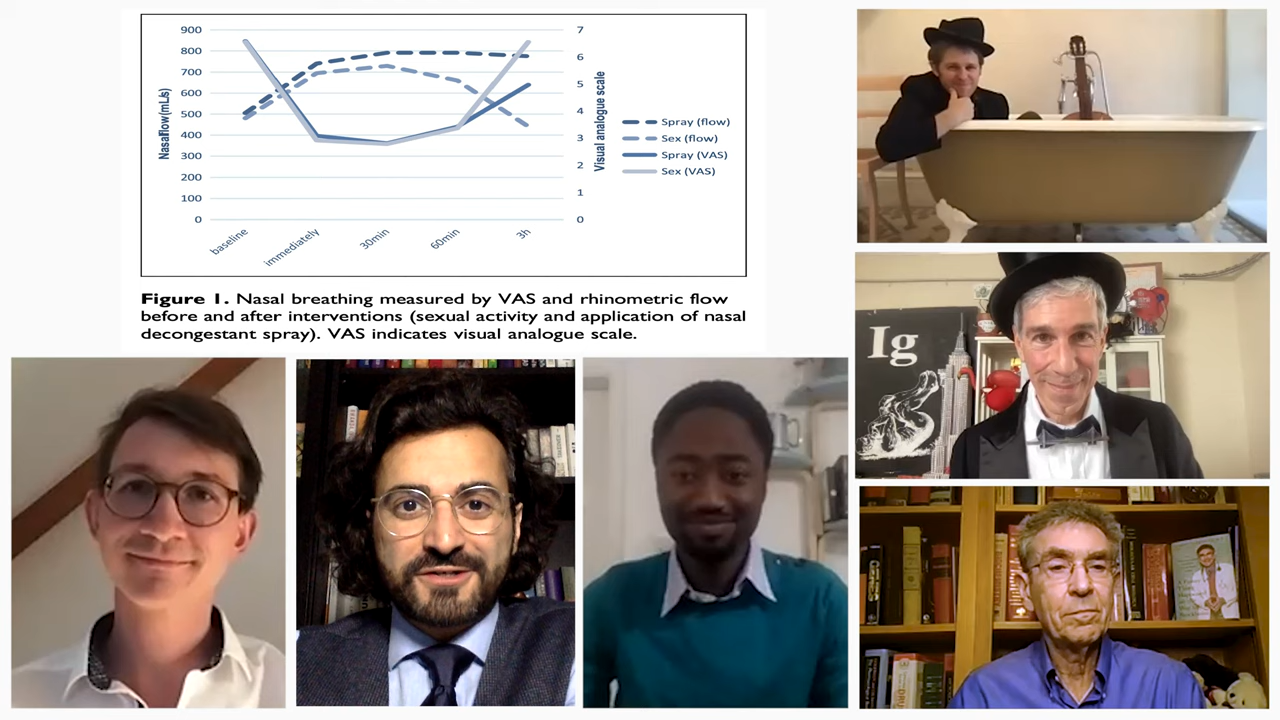 900
800
700
600
500
400
300
200
100
0
Nasalflow(mL/s)
7
6
5
4
3
2
1
0
Visual analogue scale
baseline
immediately
30min
60min
3h
Spray (flow)
Sex (flow)
Spray (VAS)
Sex (VAS)
Figure 1. Nasal breathing measured by VAS and rhinometric flow
before and after interventions (sexual activity and application of nasal
decongestant spray). VAS indicates visual analogue scale.
Ig